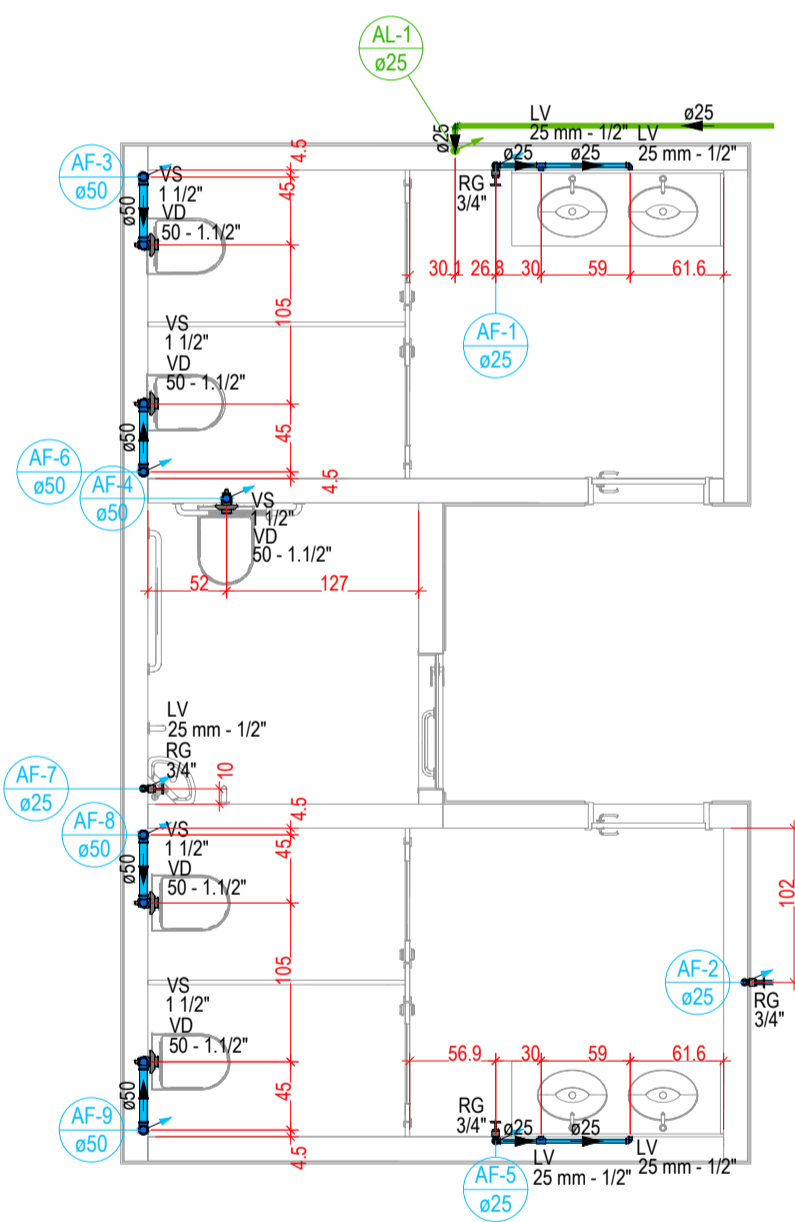 AL-1
ø25
LV
25 mm - 1/2"
ø25
ø25
LV
25 mm - 1/2"
ø25
ø25
RG
3/4"
AF-3
ø50
VS
1 1/2"
VD
50 - 1.1/2"
ø50
4.5
45
30.1
26.8
30
59
61.6
AF-1
ø25
105
VS
1 1/2"
VD
50 - 1.1/2"
ø50
45
AF-6
ø50
4.5
AF-4
ø50
VS
1 1/2"
VD
50 - 1.1/2"
52
127
LV
25 mm - 1/2"
RG
3/4"
AF-7
ø25
10
4.5
AF-8
ø50
VS
1 1/2"
VD
50 - 1.1/2"
ø50
45
102
105
AF-2
ø25
RG
3/4"
VS
1 1/2"
VD
50 - 1.1/2"
ø50
45
56.9
30
59
61.6
AF-9
ø50
4.5
RG
3/4"
ø25
ø25
LV
25 mm - 1/2"
LV
25 mm - 1/2"
AF-5
ø25